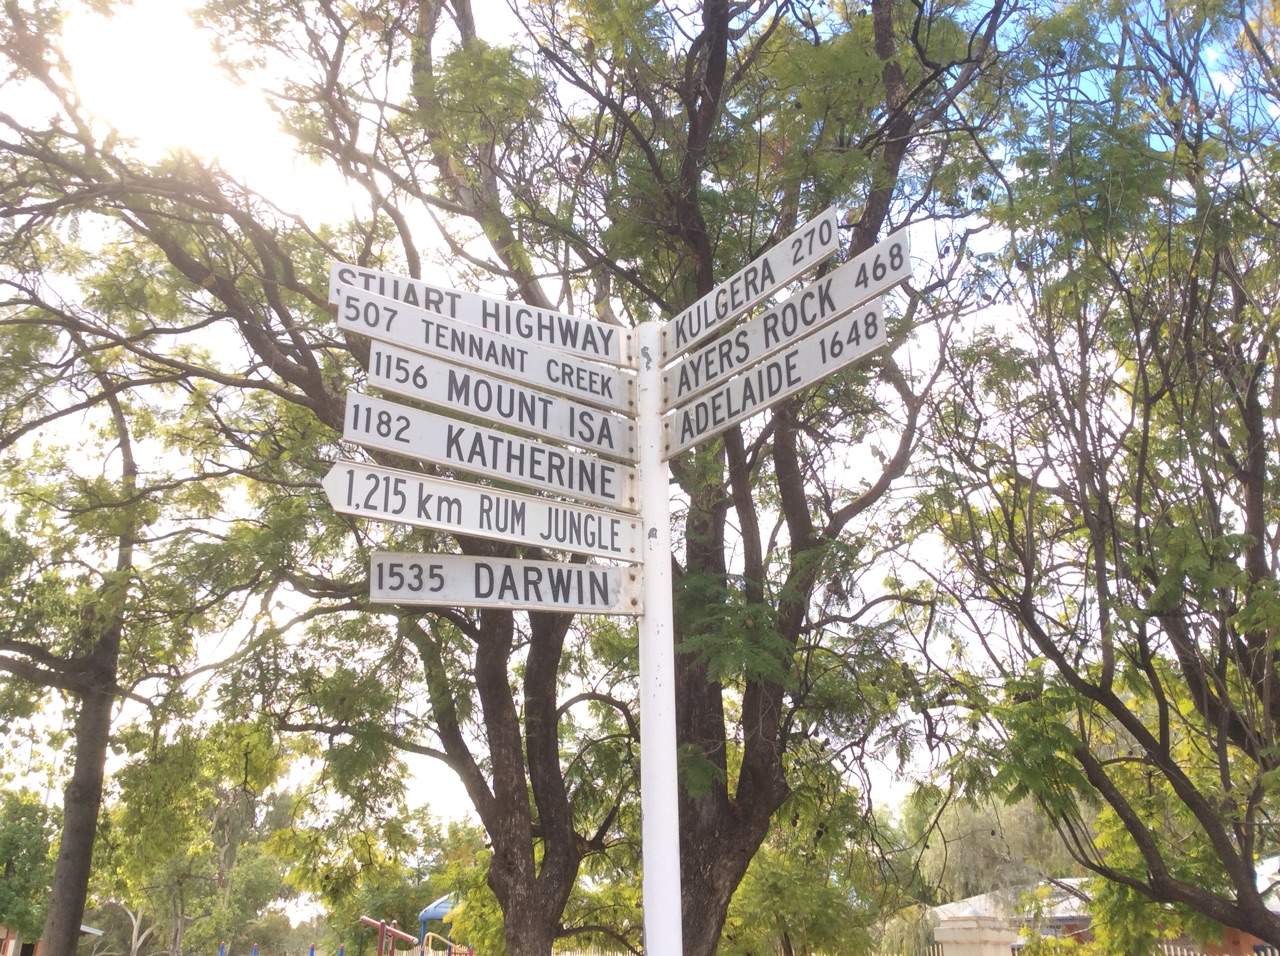 STUART HIGHWAY
507 TENNANT CREEK
1156 MOUNT ISA
1182 KATHERINE
1,215 km RUM JUNGLE
1535 DARWIN
KULGERA 270
AYERS ROCK 468
ADELAIDE 1648